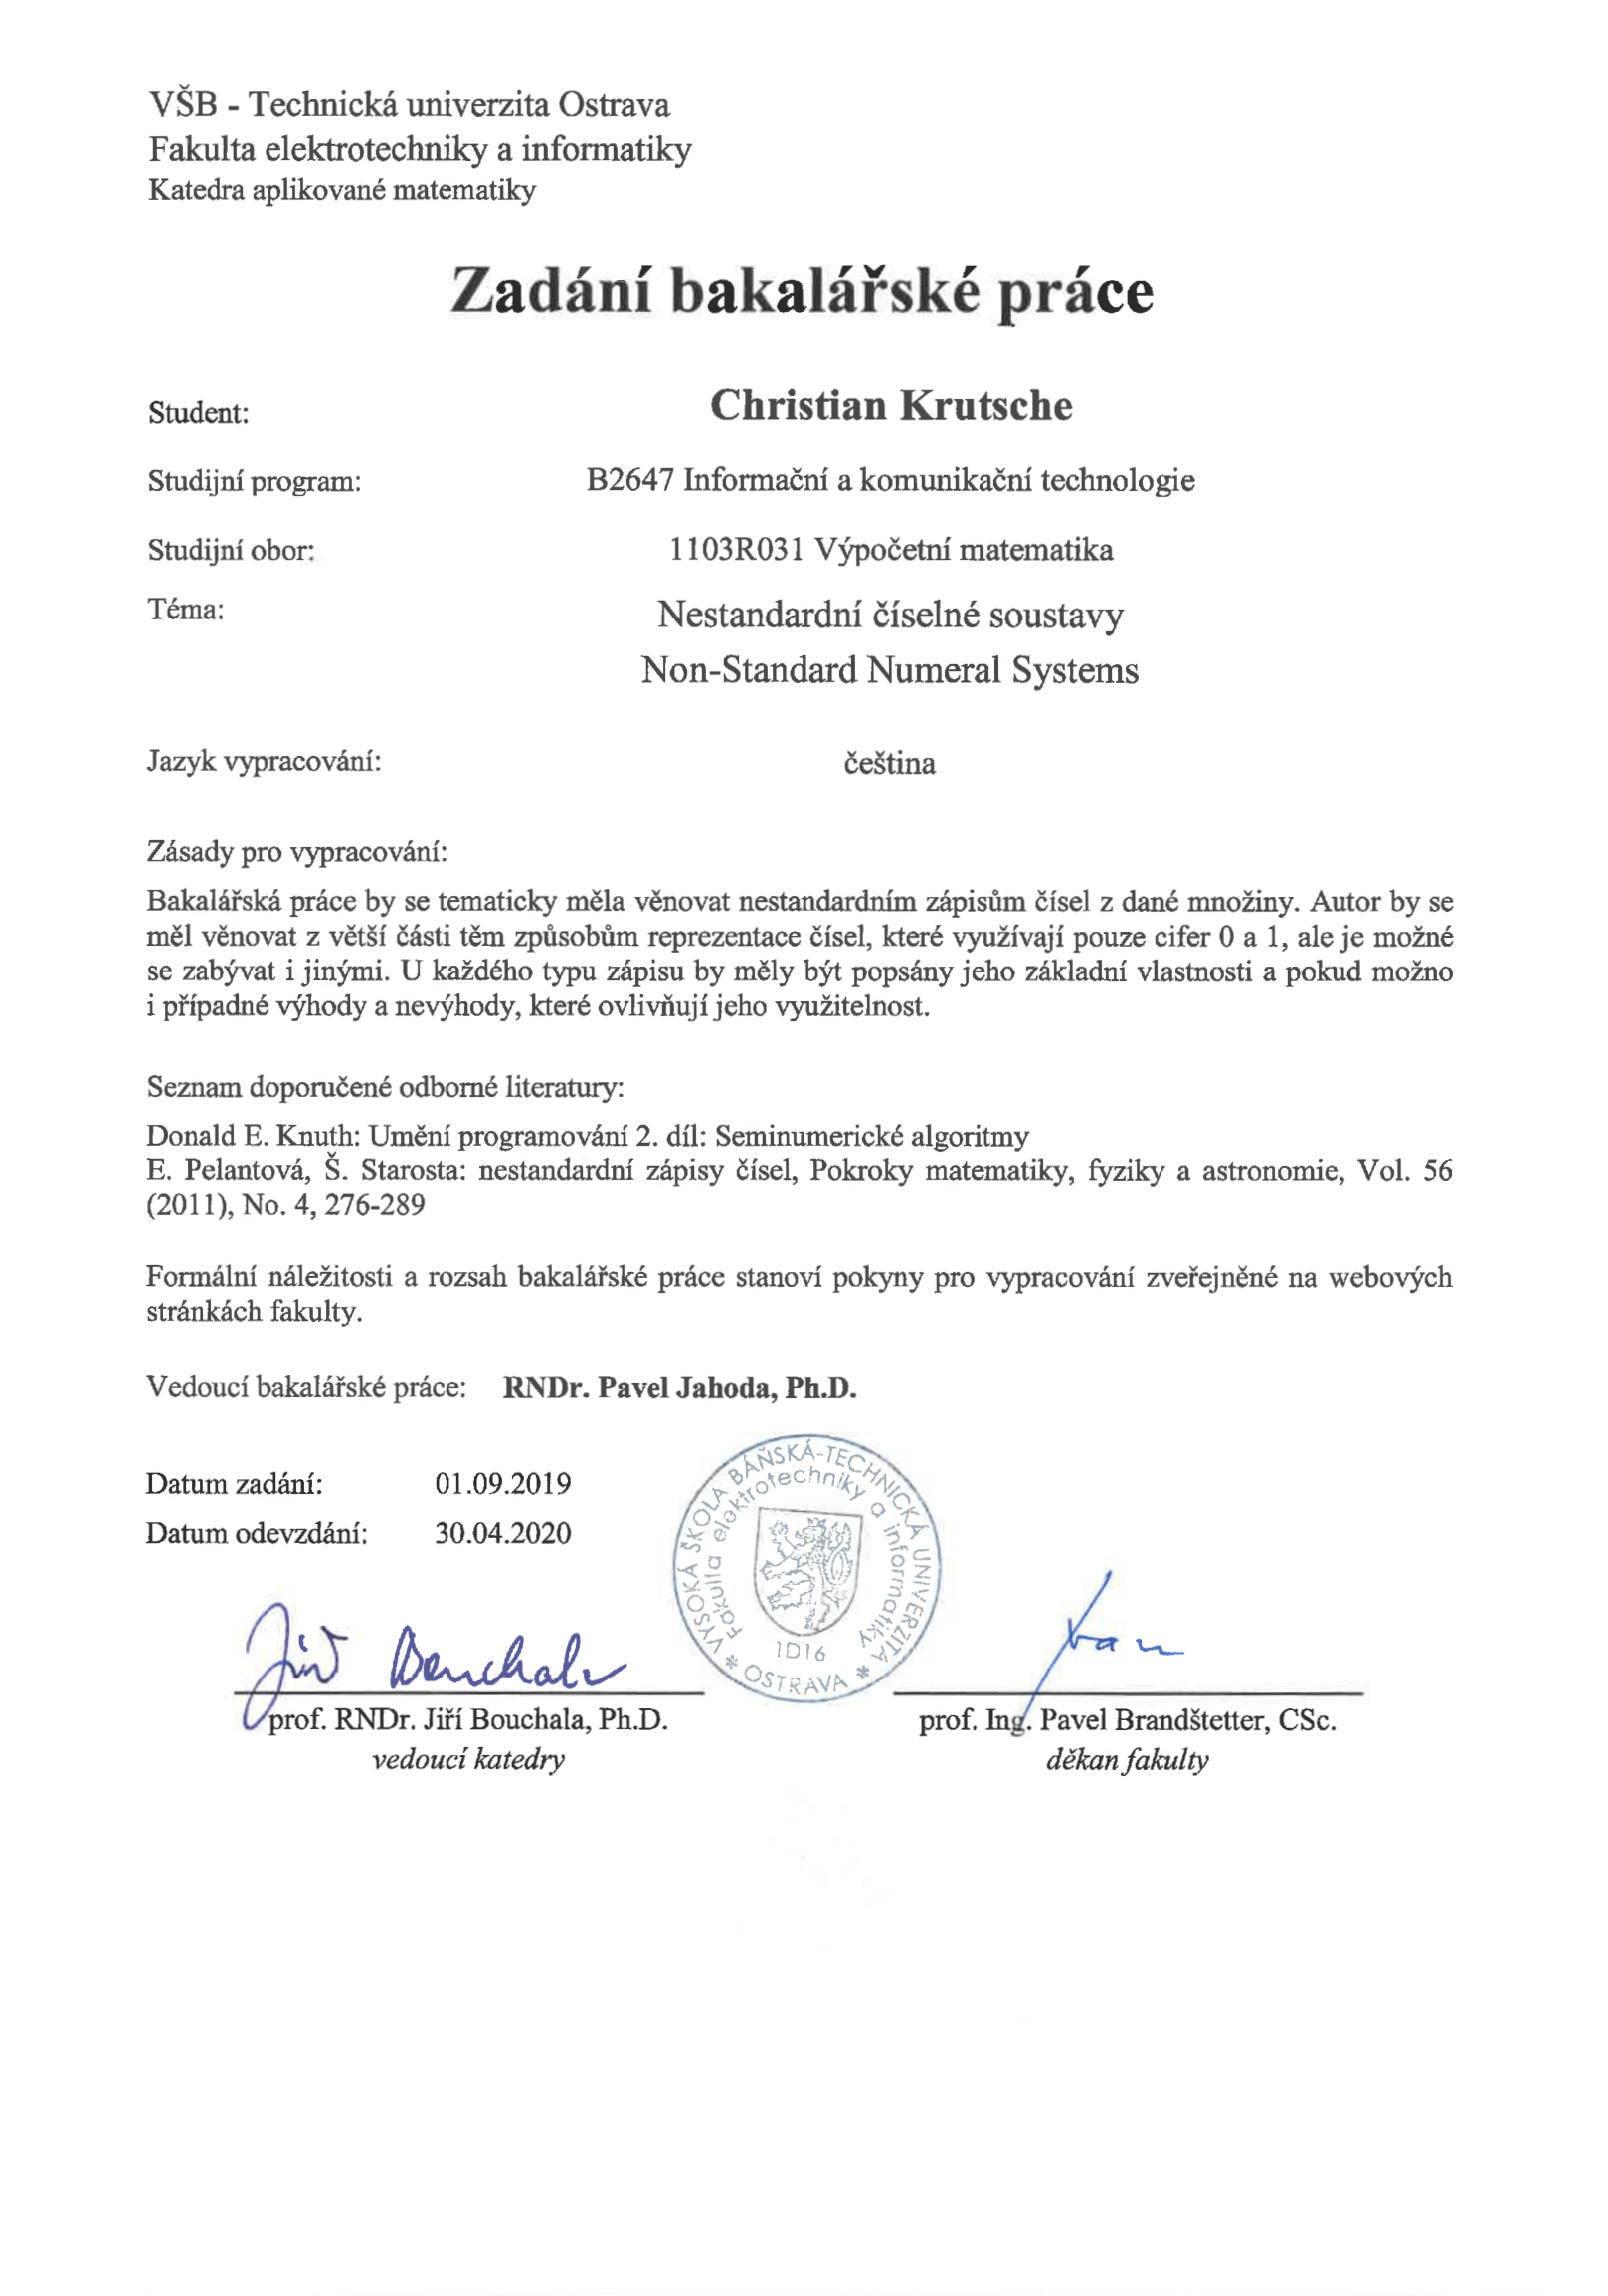 VŠB - Technická univerzita Ostrava
Fakulta elektrotechniky a informatiky
Katedra aplikované matematiky
Zadání bakalářské práce
Student:
Christian Krutsche
Studijní program:
B2647 Informační a komunikační technologie
Studijní obor:
1103R031 Výpočetní matematika
Téma:
Nestandardní číselné soustavy
Non-Standard Numeral Systems
Jazyk vypracování:
čeština
Zásady pro vypracování:
Bakalářská práce by se tematicky měla věnovat nestandardním zápisům čísel z dané množiny. Autor by se
měl věnovat z větší části těm způsobům reprezentace čísel, které využívají pouze cifer 0 a 1, ale je možné
se zabývat i jinými. U každého typu zápisu by měly být popsány jeho základní vlastnosti a pokud možno
i případné výhody a nevýhody, které ovlivňují jeho využitelnost.
Seznam doporučené odborné literatury:
Donald E. Knuth: Umění programování 2. díl: Seminumerické algoritmy
E. Pelantová, Š. Starosta: nestandardní zápisy čísel, Pokroky matematiky, fyziky a astronomie, Vol. 56
(2011), No. 4, 276-289
Formální náležitosti a rozsah bakalářské práce stanoví pokyny pro vypracování zveřejněné na webových
stránkách fakulty.
Vedoucí bakalářské práce: RNDr. Pavel Jahoda, Ph.D.
Datum zadání: 01.09.2019
Datum odevzdání: 30.04.2020
VYSOKÁ ŠKOLA BÁŇSKÁ-TECHNICKÁ UNIVERZITA
* OSTRAVA *
Fakulta elektrotechniky a informatiky
1D16
Jiří Bouchala
prof. RNDr. Jiří Bouchala, Ph.D.
vedoucí katedry
prof. Ing. Pavel Brandštetter, CSc.
děkan fakulty